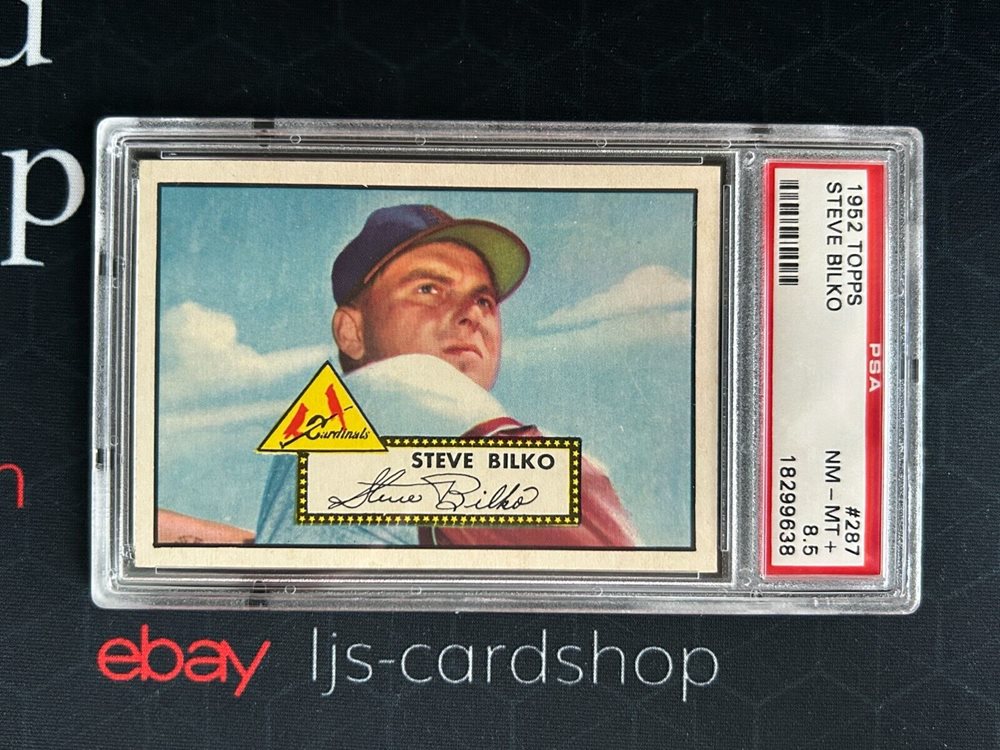 p
Cardinals
STEVE BILKO
Steve Bilko
1952 TOPPS
STEVE BILKO
PSA
#287
NM - MT +
8.5
18299638
ebay ljs-cardshop